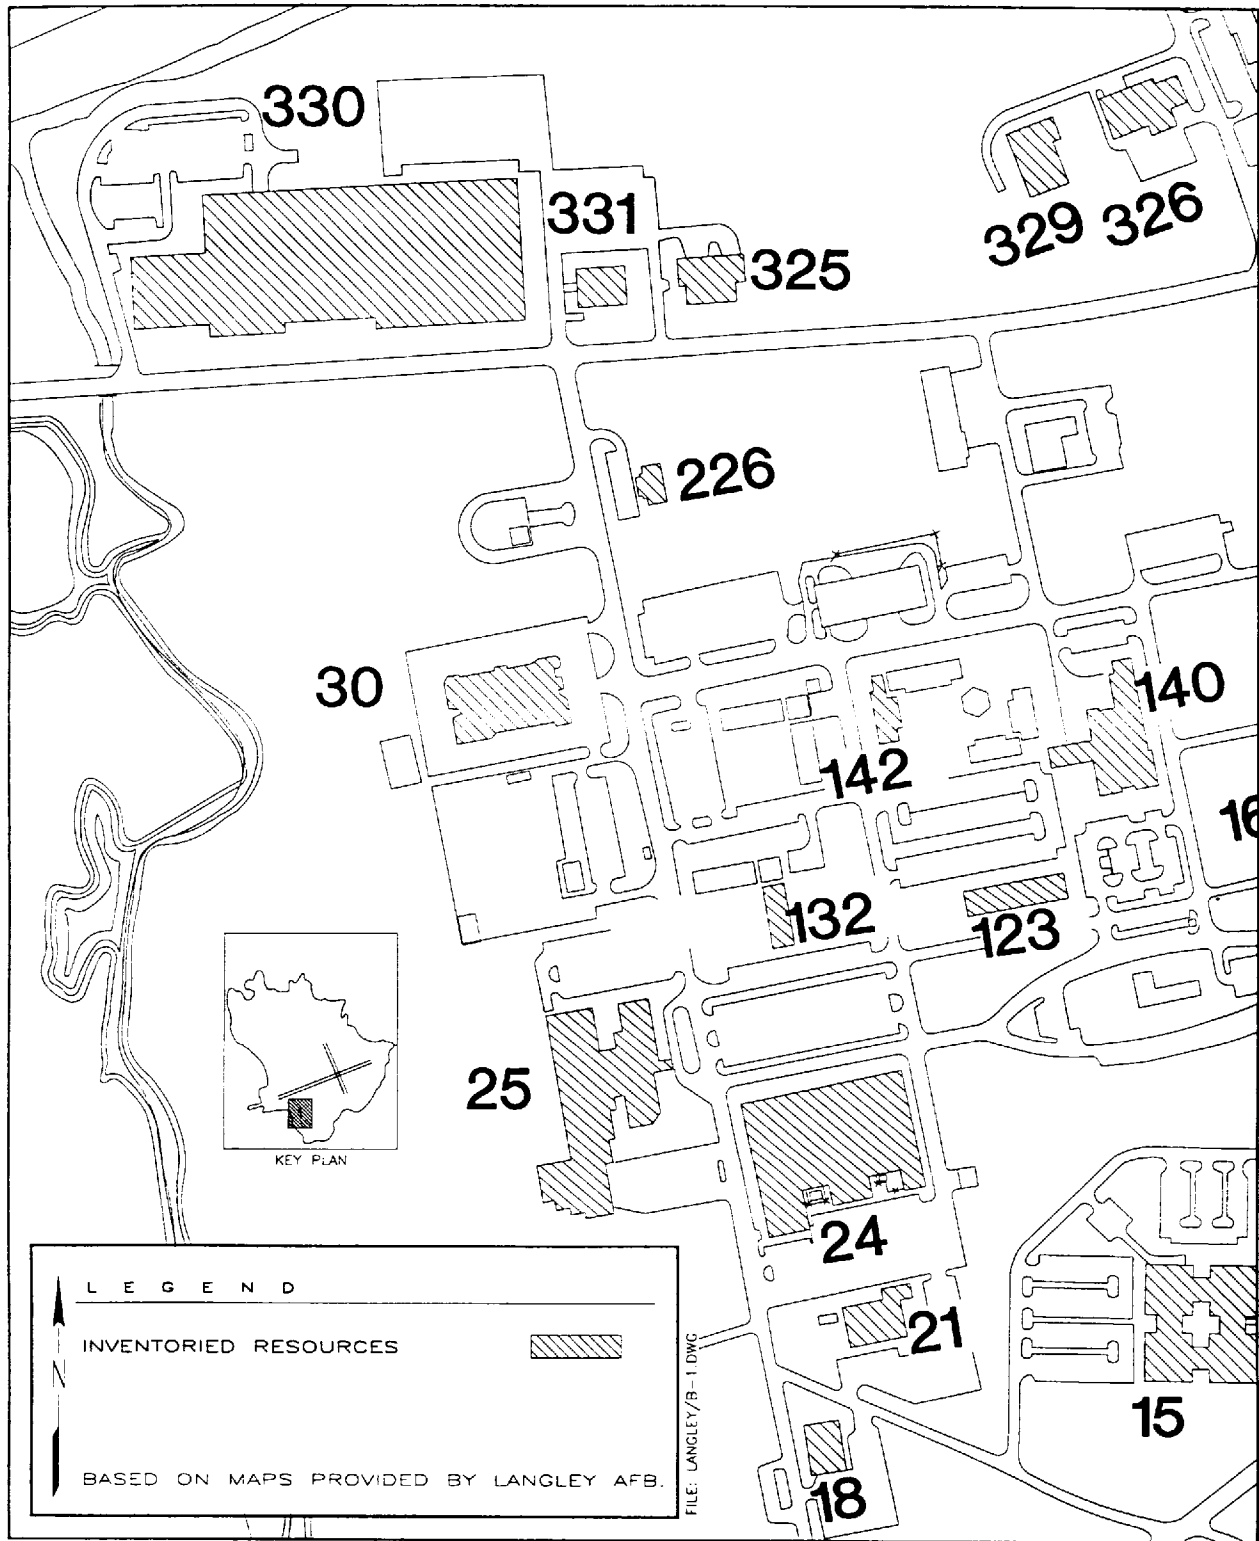 330
331
325
329
326
226
30
140
142
16
132
123
25
KEY PLAN
24
21
15
18
LEGEND
INVENTORIED RESOURCES
N
BASED ON MAPS PROVIDED BY LANGLEY AFB.
FILE: LANGLEY/B-1.DWG